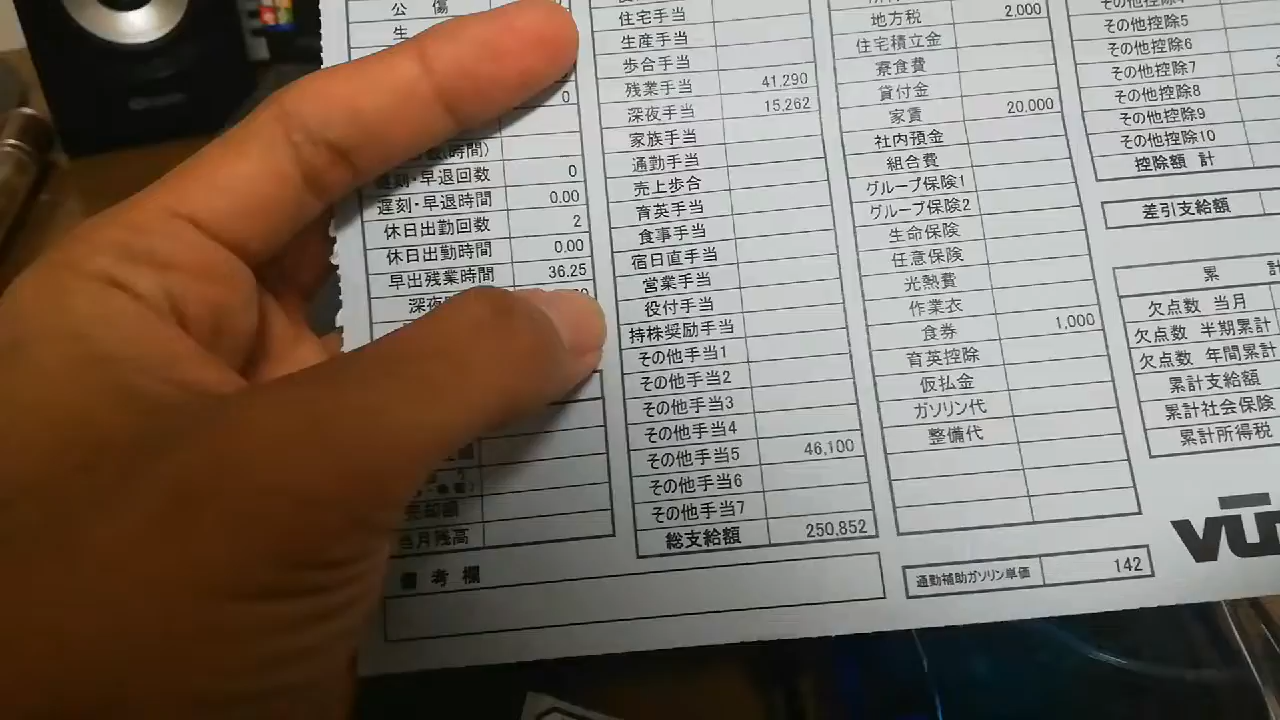 公 傷
生
0
時間)
遅刻・早退回数 0
遅刻・早退時間 0.00
休日出勤回数 2
休日出勤時間 0.00
早出残業時間 36.25
深夜
売却額
当月残高
備 考 欄
住宅手当
生産手当
歩合手当
残業手当 41,290
深夜手当 15,262
家族手当
通勤手当
売上歩合
育英手当
食事手当
宿日直手当
営業手当
役付手当
持株奨励手当
その他手当1
その他手当2
その他手当3
その他手当4
その他手当5 46,100
その他手当6
その他手当7
総支給額 250,852
地方税 2,000
住宅積立金
寮食費
貸付金
家賃 20,000
社内預金
組合費
グループ保険1
グループ保険2
生命保険
任意保険
光熱費
作業衣
食券 1,000
育英控除
仮払金
ガソリン代
整備代
通勤補助ガソリン単価 142
その他控除5
その他控除6
その他控除7
その他控除8
その他控除9
その他控除10
控除額 計
差引支給額
累 計
欠点数 当月
欠点数 半期累計
欠点数 年間累計
累計支給額
累計社会保険
累計所得税